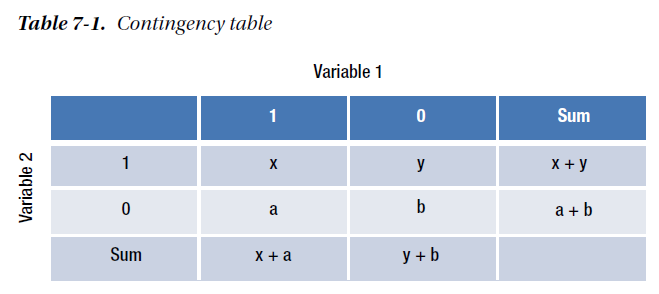 Table 7-1. Contingency table
Variable 1
1 0 Sum
Variable 2
1 x y x + y
0 a b a + b
Sum x + a y + b